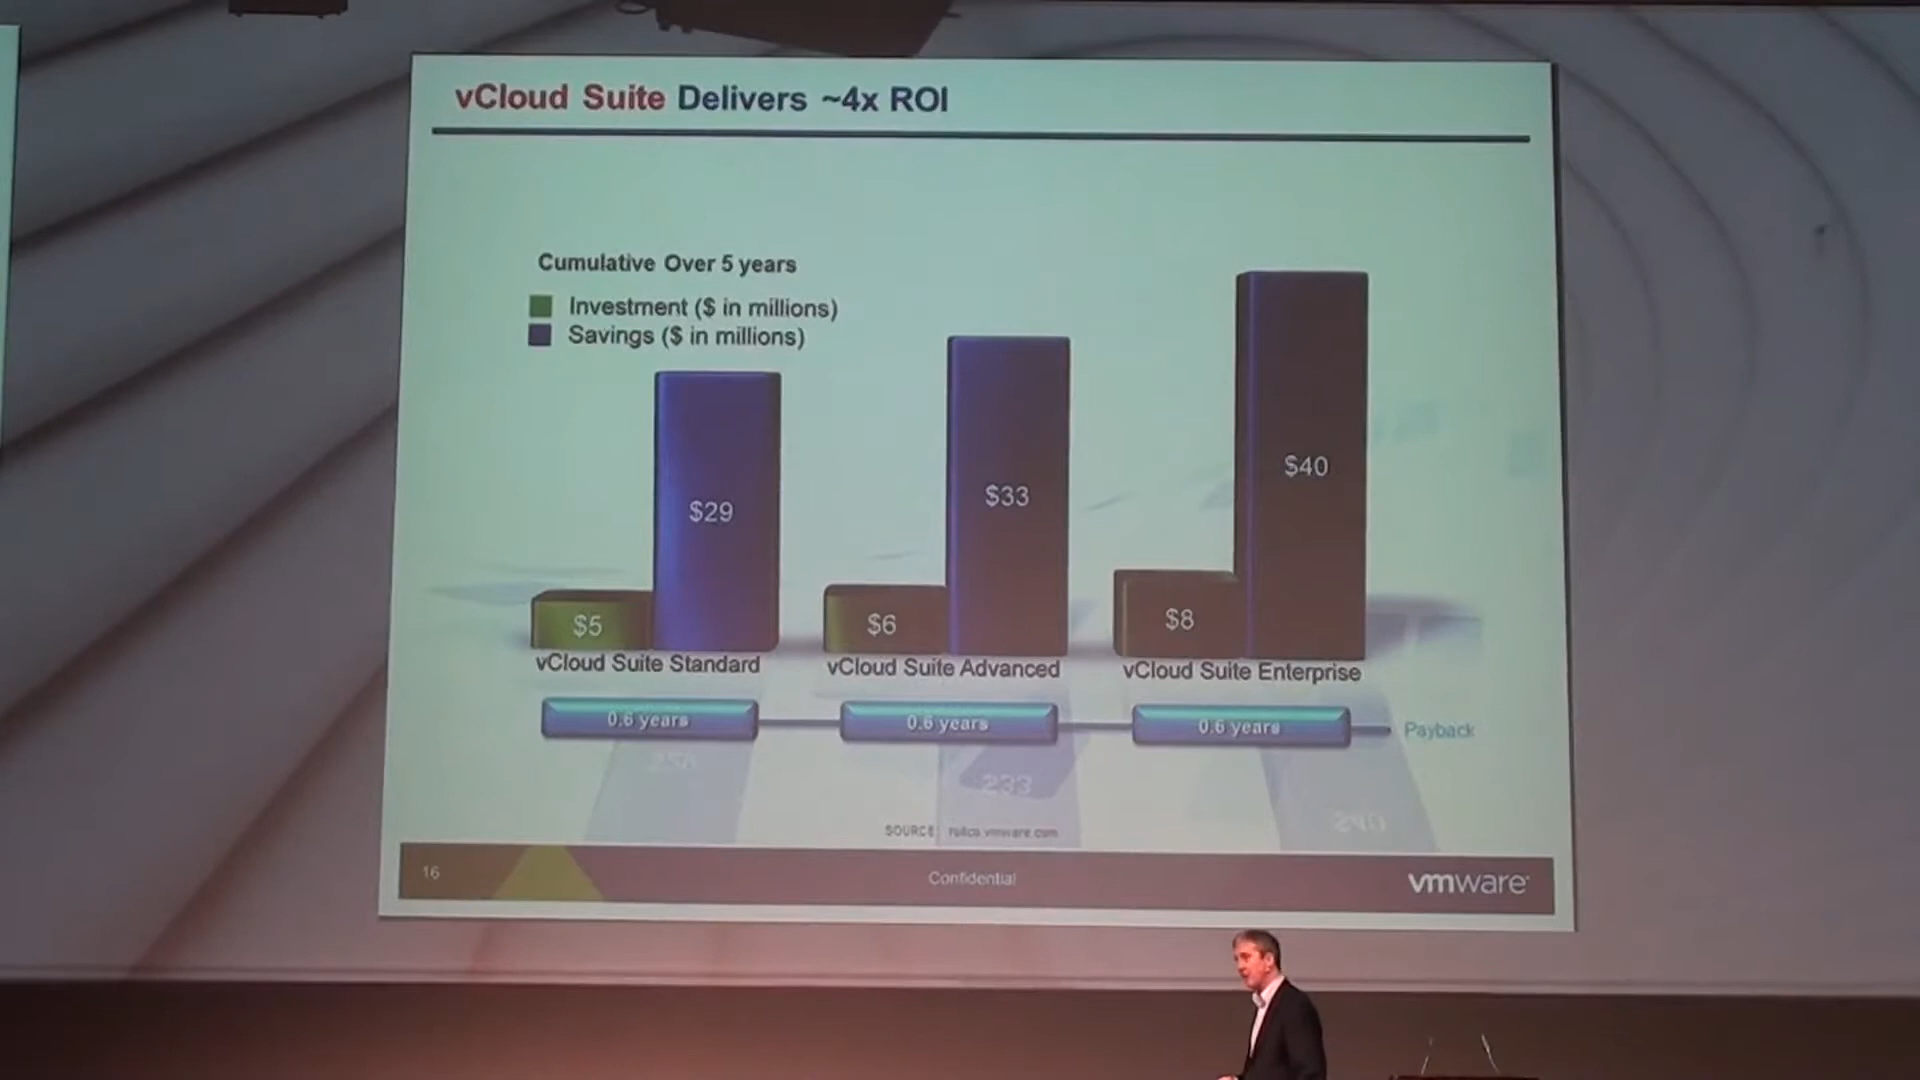 vCloud Suite Delivers ~4x ROI
Cumulative Over 5 years
Investment ($ in millions)
Savings ($ in millions)
$5
$29
$6
$33
$8
$40
vCloud Suite Standard
vCloud Suite Advanced
vCloud Suite Enterprise
0.6 years
0.6 years
0.6 years
Payback
SOURCE
16
Confidential
vmware